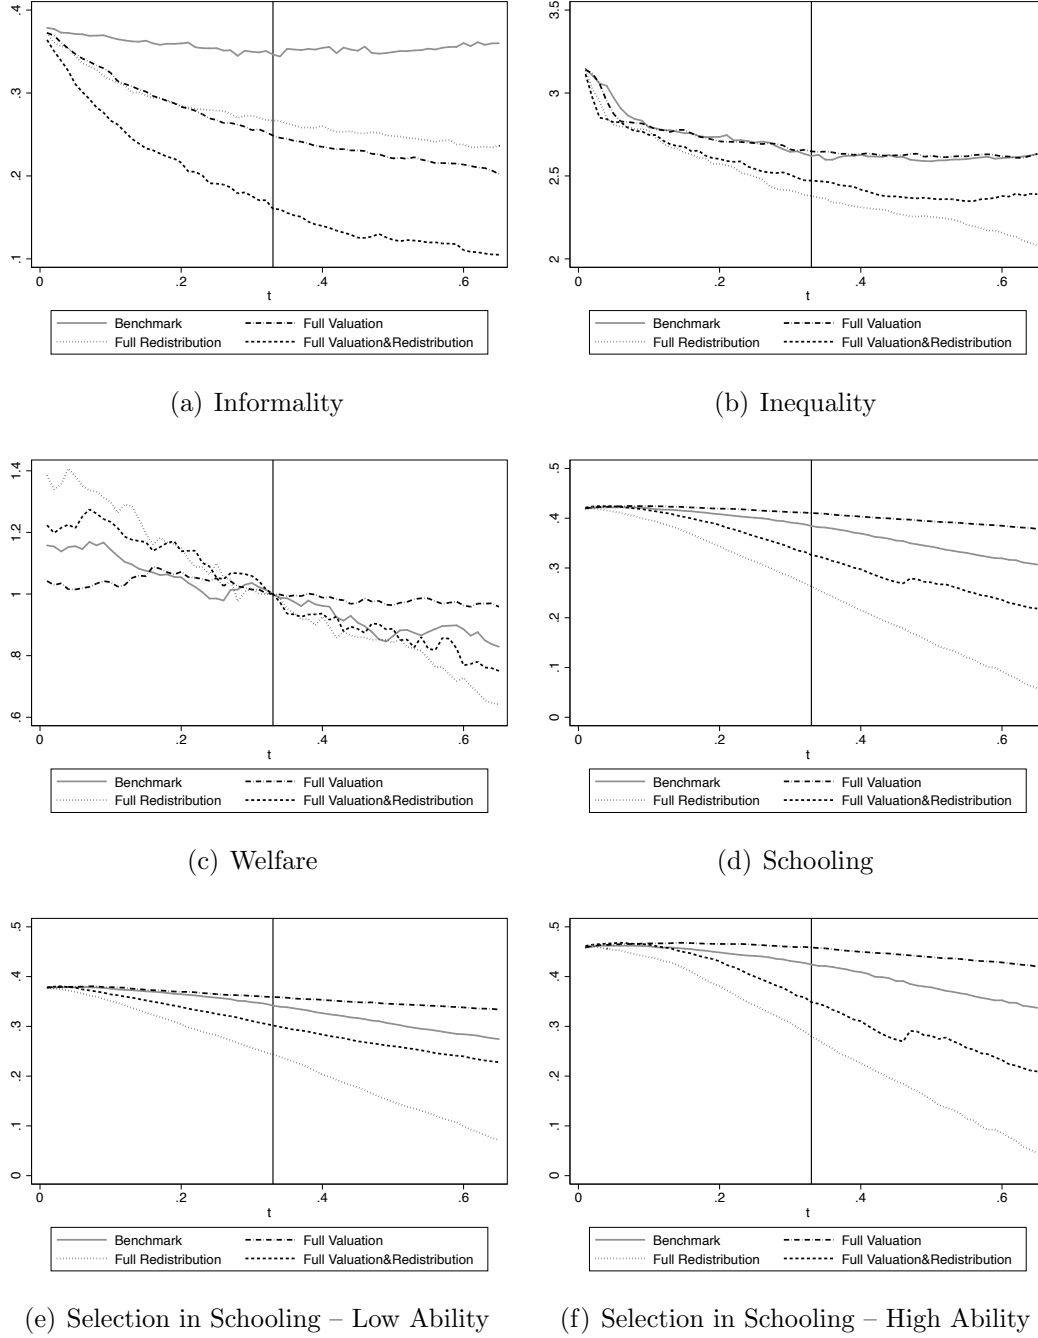 .4
.3
.2
.1
0 .2 .4 .6
t
Benchmark Full Valuation
Full Redistribution Full Valuation&Redistribution
(a) Informality
3.5
3
2.5
2
0 .2 .4 .6
t
Benchmark Full Valuation
Full Redistribution Full Valuation&Redistribution
(b) Inequality
1.4
1.2
1
.8
.6
0 .2 .4 .6
t
Benchmark Full Valuation
Full Redistribution Full Valuation&Redistribution
(c) Welfare
.5
.4
.3
.2
.1
0
0 .2 .4 .6
t
Benchmark Full Valuation
Full Redistribution Full Valuation&Redistribution
(d) Schooling
.5
.4
.3
.2
.1
0
0 .2 .4 .6
t
Benchmark Full Valuation
Full Redistribution Full Valuation&Redistribution
(e) Selection in Schooling – Low Ability
.5
.4
.3
.2
.1
0
0 .2 .4 .6
t
Benchmark Full Valuation
Full Redistribution Full Valuation&Redistribution
(f) Selection in Schooling – High Ability